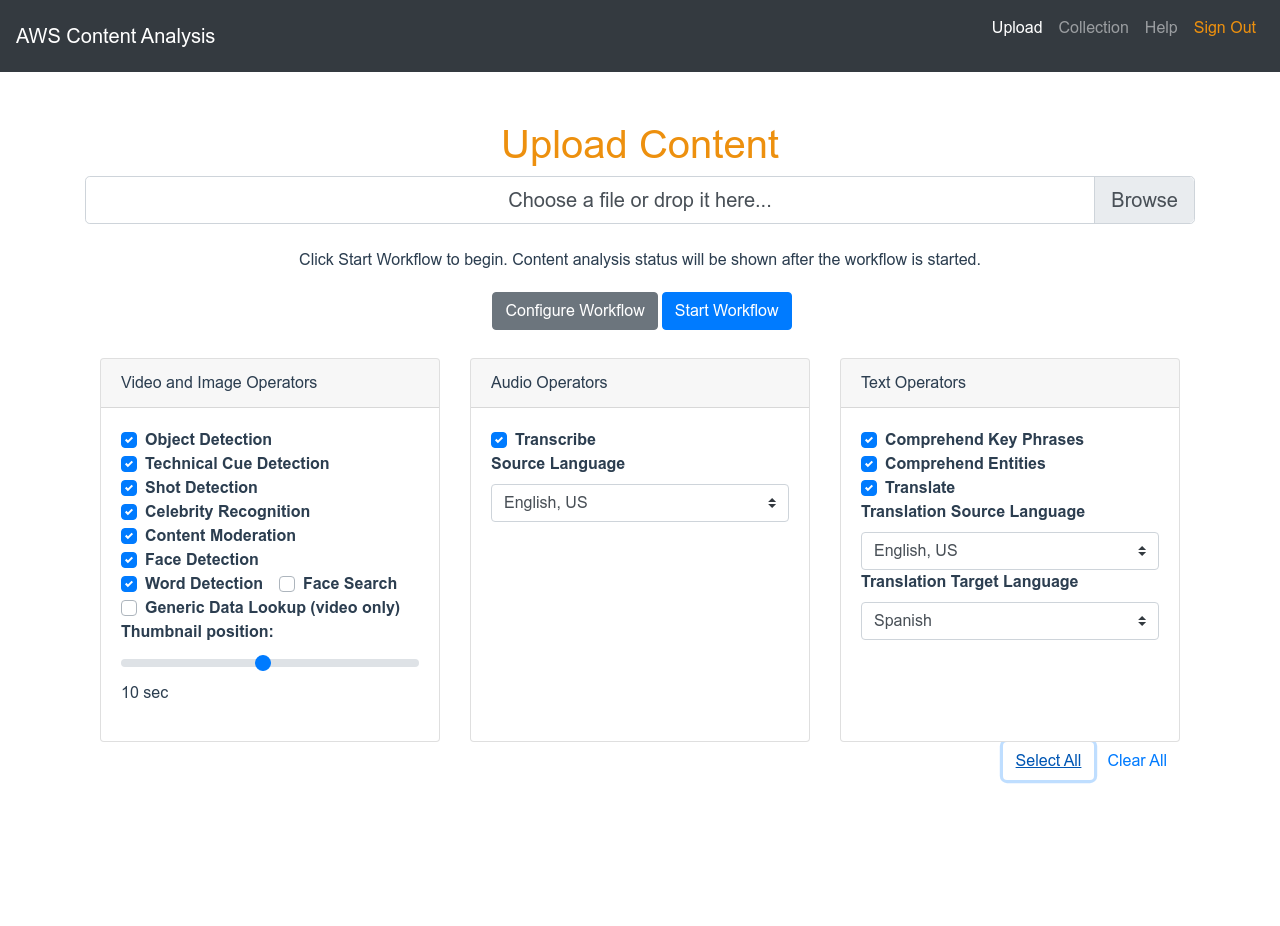 AWS Content Analysis
Upload Collection Help Sign Out
Upload Content
Choose a file or drop it here...
Browse
Click Start Workflow to begin. Content analysis status will be shown after the workflow is started.
Configure Workflow
Start Workflow
Video and Image Operators
Object Detection
Technical Cue Detection
Shot Detection
Celebrity Recognition
Content Moderation
Face Detection
Word Detection Face Search
Generic Data Lookup (video only)
Thumbnail position:
10 sec
Audio Operators
Transcribe
Source Language
English, US
Text Operators
Comprehend Key Phrases
Comprehend Entities
Translate
Translation Source Language
English, US
Translation Target Language
Spanish
Select All
Clear All